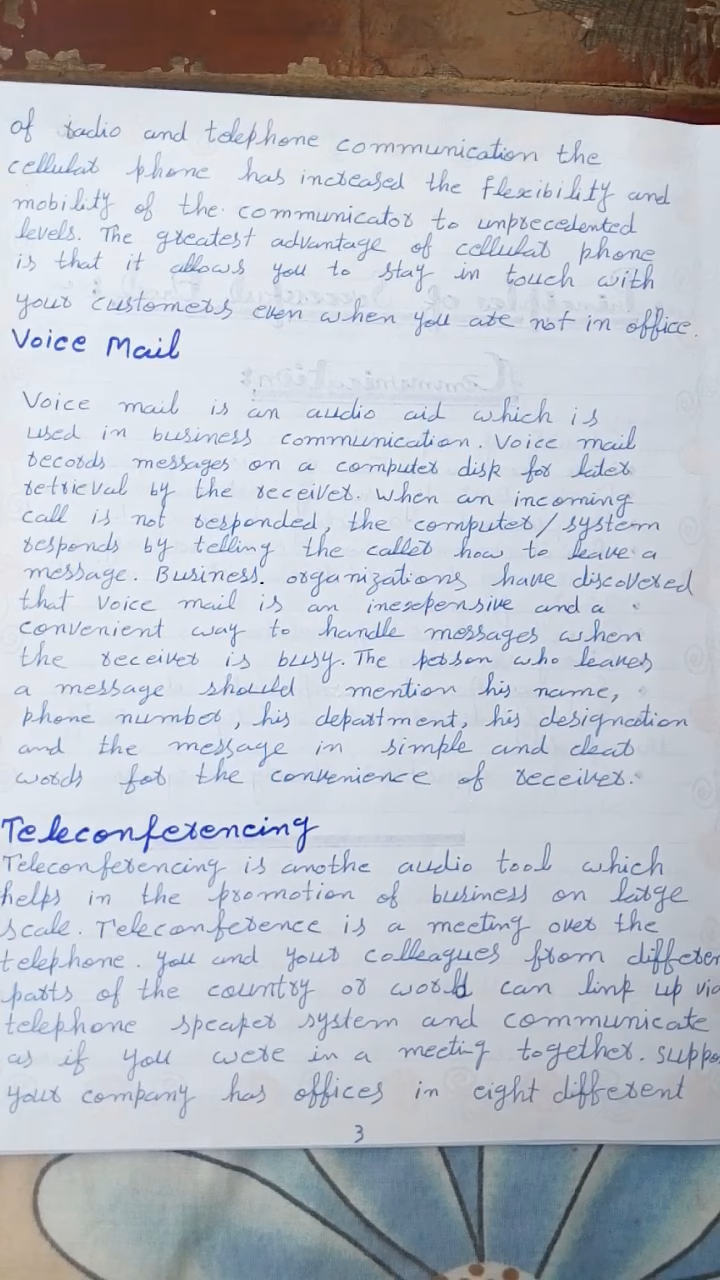 of radio and telephone communication the
cellular phone has increased the flexibility and
mobility of the communicator to unprecedented
levels. The greatest advantage of cellular phone
is that it allows you to stay in touch with
your customers even when you are not in office.
Voice Mail
Voice mail is an audio aid which is
used in business communication. Voice mail
records messages on a computer disk for later
retrieval by the receiver. When an incoming
call is not responded, the computer/system
responds by telling the caller how to leave a
message. Business. organizations have discovered
that voice mail is an inexepensive and a
convenient way to handle messages when
the receiver is busy. The person who leaves
a message should mention his name,
phone number, his department, his designation
and the message in simple and clear
words for the convenience of receiver.
Teleconferencing
Teleconferencing is anothe audio tool which
helps in the promotion of business on large
scale. Teleconference is a meeting over the
telephone. you and your colleagues from differen
parts of the country or world can link up via
telephone speaper system and communicate
as if you were in a meeting together. suppo
your company has offices in eight different
3